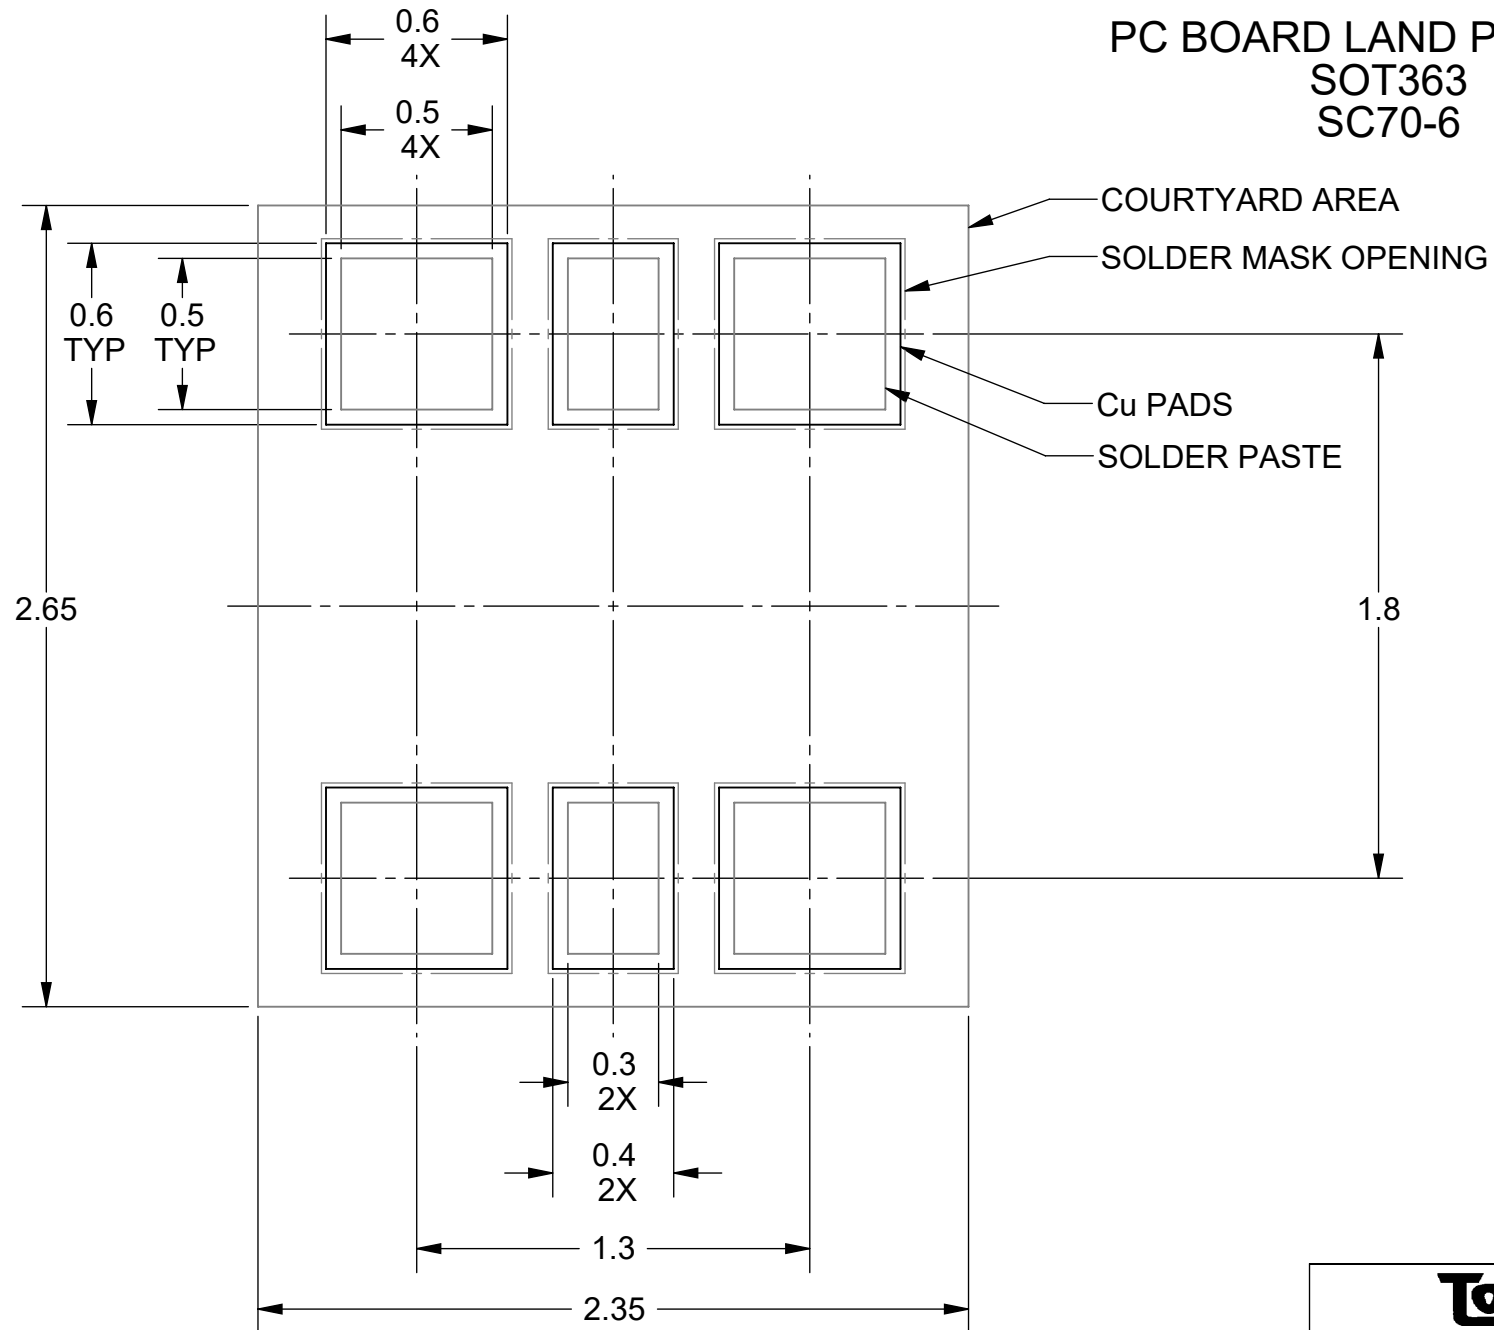 PC BOARD LAND P
SOT363
SC70-6
0.6
4X
0.5
4X
COURTYARD AREA
SOLDER MASK OPENING
0.6
TYP
0.5
TYP
Cu PADS
SOLDER PASTE
2.65
1.8
0.3
2X
0.4
2X
1.3
2.35